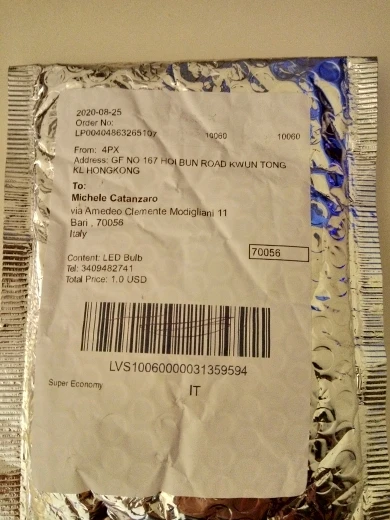 2020-08-25
Order No:
LP00404863265107 10060 10060
From: 4PX
Address: GF NO 167 HOI BUN ROAD KWUN TONG
KL HONGKONG
To:
Michele Catanzaro
via Amedeo Clemente Modigliani 11
Bari , 70056
Italy
70056
Content: LED Bulb
Tel: 3409482741
Total Price: 1.0 USD
LVS10060000031359594
Super Economy
IT